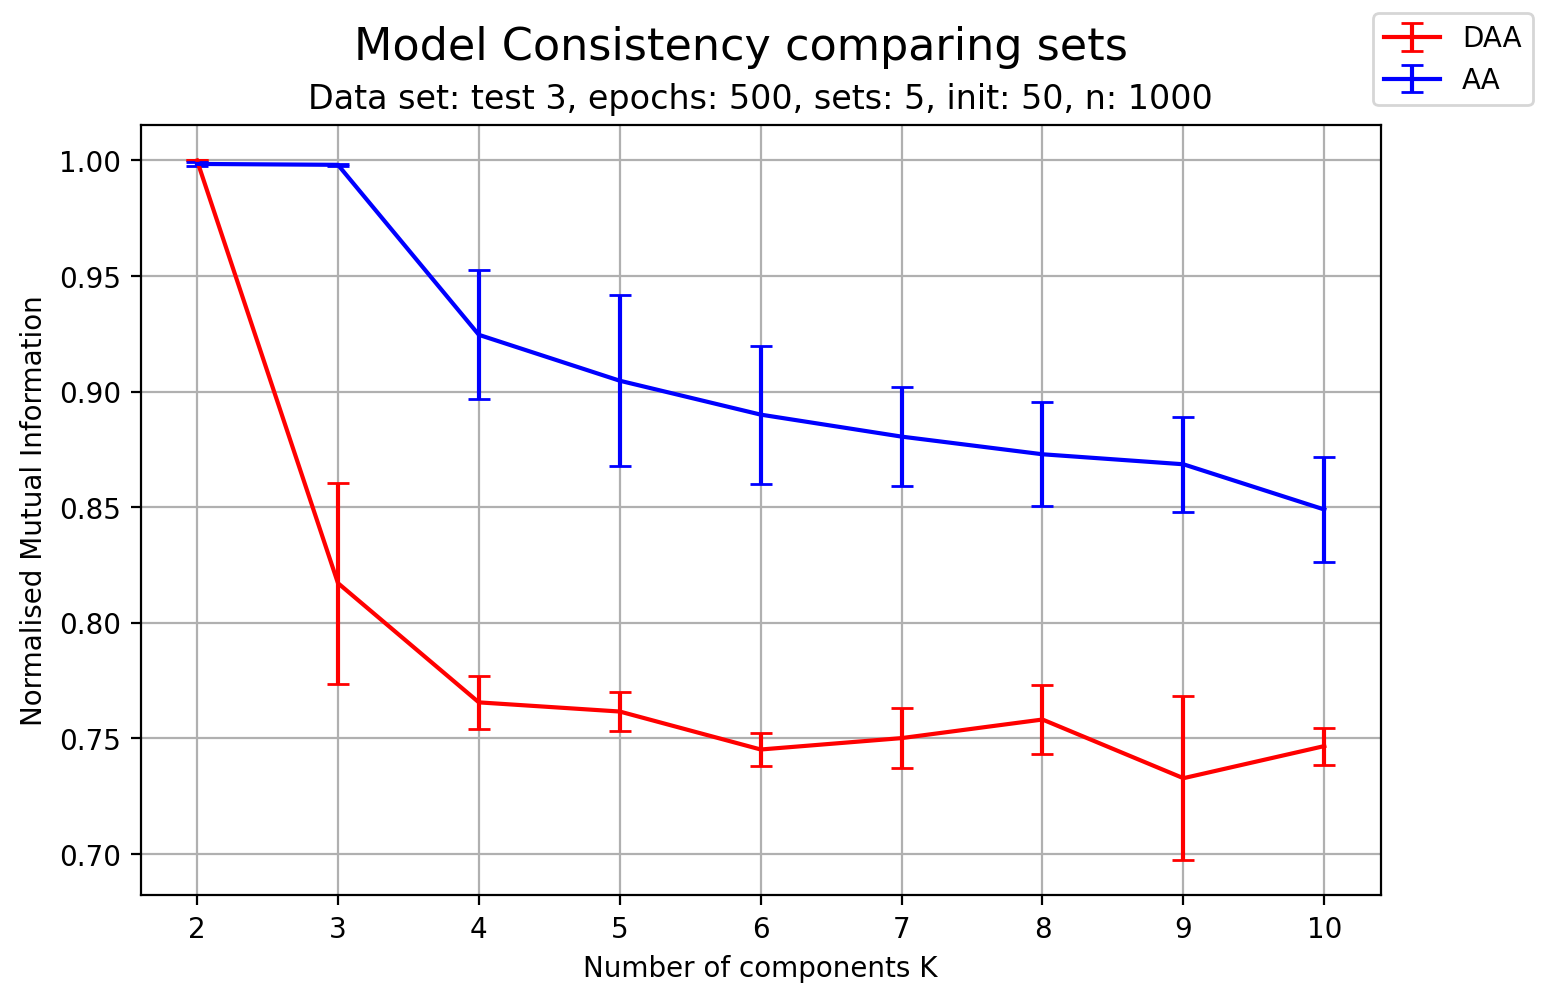 Model Consistency comparing sets
Data set: test 3, epochs: 500, sets: 5, init: 50, n: 1000
DAA
AA
Normalised Mutual Information
1.00
0.95
0.90
0.85
0.80
0.75
0.70
2 3 4 5 6 7 8 9 10
Number of components K